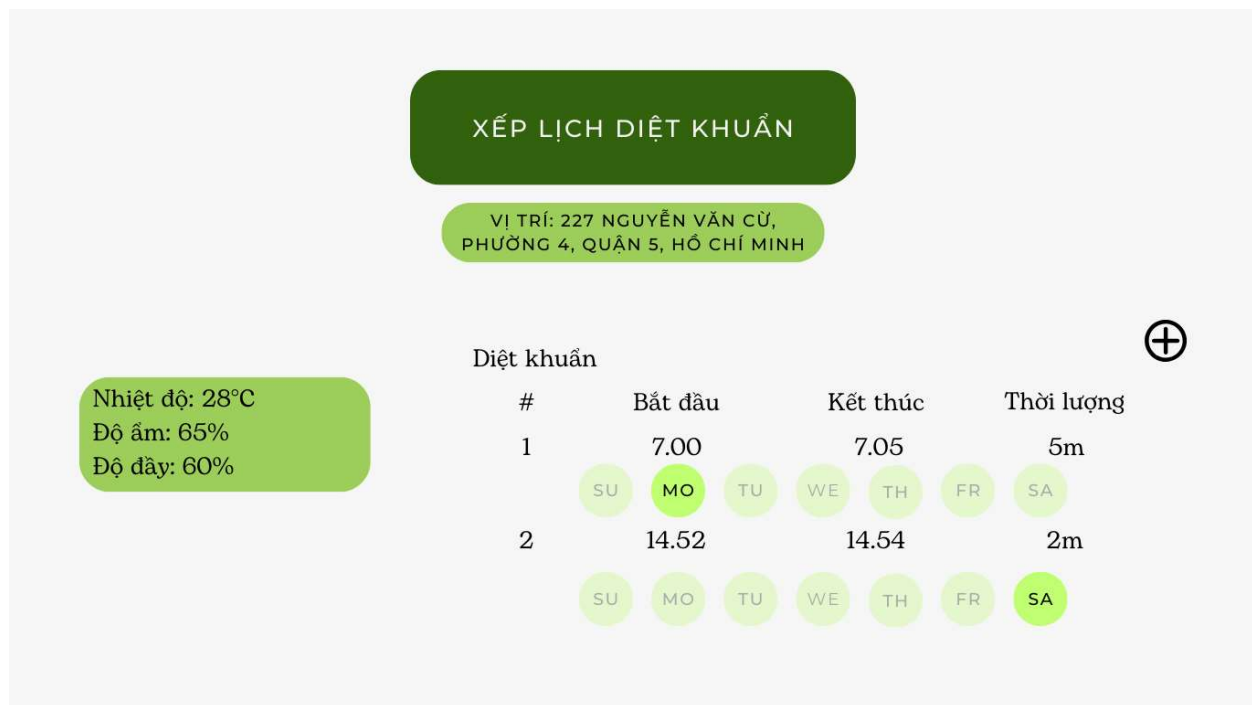 XẾP LỊCH DIỆT KHUẨN
VỊ TRÍ: 227 NGUYỄN VĂN CỪ,
PHƯỜNG 4, QUẬN 5, HỒ CHÍ MINH
Nhiệt độ: 28°C
Độ ẩm: 65%
Độ đầy: 60%
Diệt khuẩn
# Bắt đầu Kết thúc Thời lượng
1 7.00 7.05 5m
SU MO TU WE TH FR SA
2 14.52 14.54 2m
SU MO TU WE TH FR SA